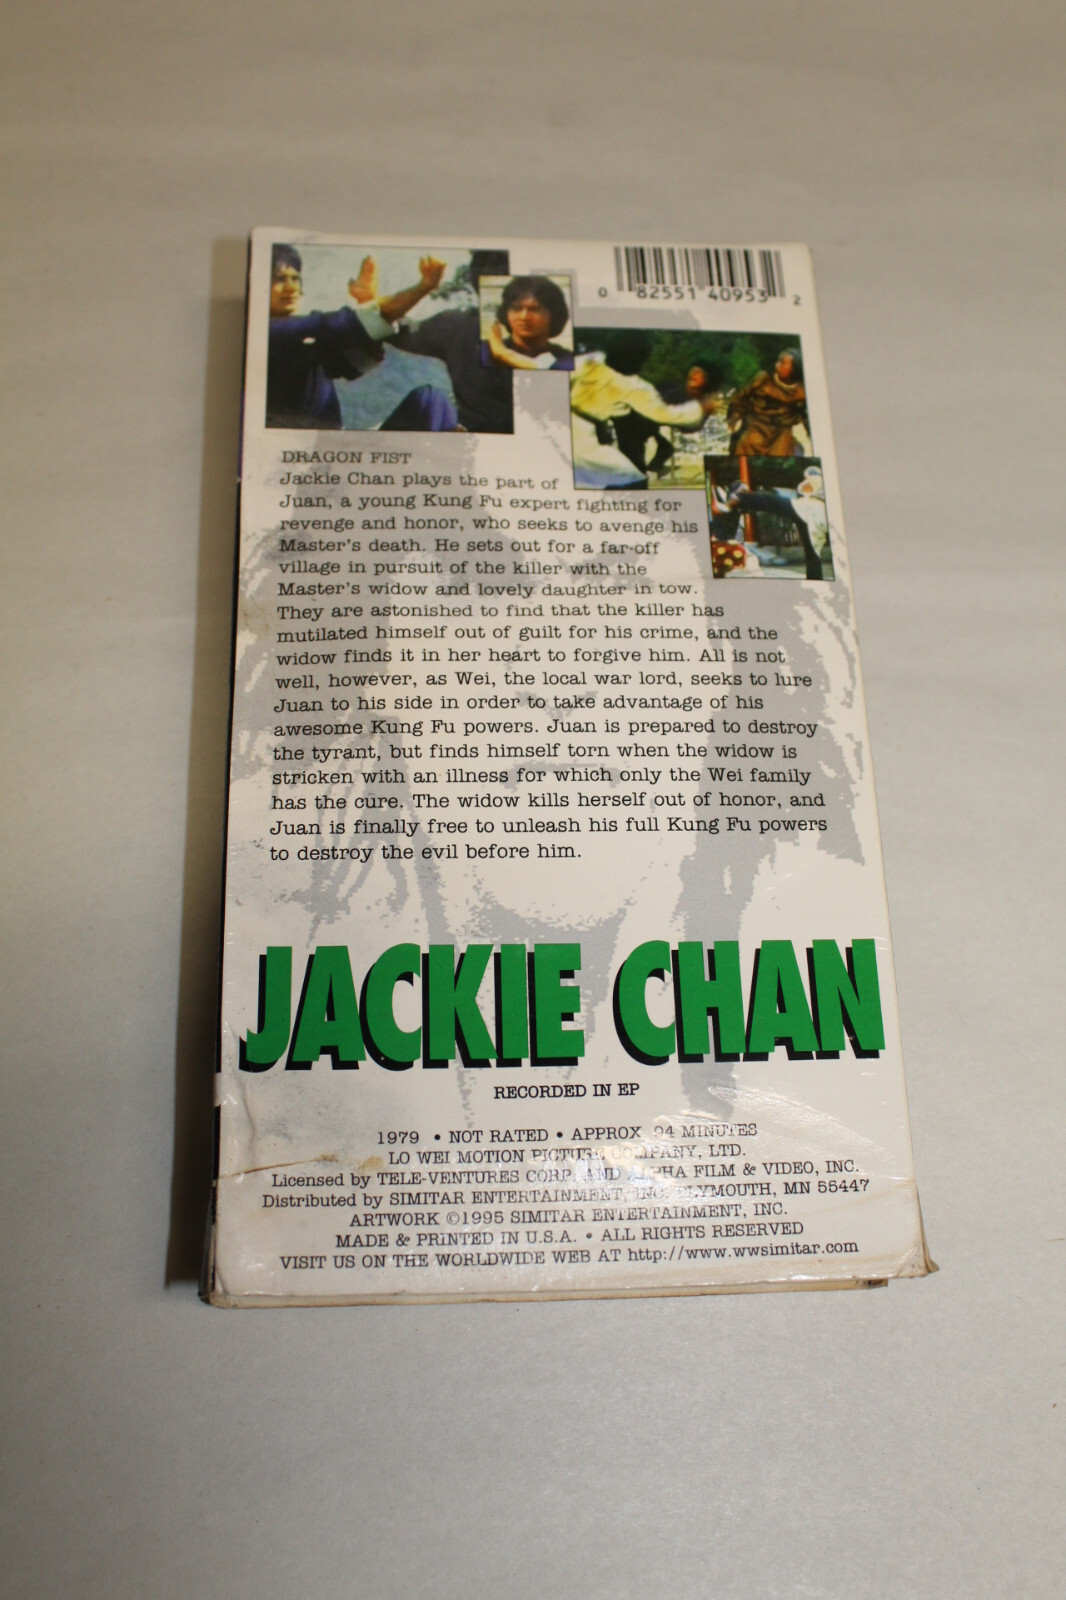 0 82551 40953 2
DRAGON FIST
Jackie Chan plays the part of
Juan, a young Kung Fu expert fighting for
revenge and honor, who seeks to avenge his
Master's death. He sets out for a far-off
village in pursuit of the killer with the
Master's widow and lovely daughter in tow.
They are astonished to find that the killer has
mutilated himself out of guilt for his crime, and the
widow finds it in her heart to forgive him. All is not
well, however, as Wei, the local war lord, seeks to lure
Juan to his side in order to take advantage of his
awesome Kung Fu powers. Juan is prepared to destroy
the tyrant, but finds himself torn when the widow is
stricken with an illness for which only the Wei family
has the cure. The widow kills herself out of honor, and
Juan is finally free to unleash his full Kung Fu powers
to destroy the evil before him.
JACKIE CHAN
RECORDED IN EP
1979 • NOT RATED • APPROX. 94 MINUTES
LO WEI MOTION PICTURE COMPANY, LTD.
Licensed by TELE-VENTURES CORP. AND ALPHA FILM & VIDEO, INC.
Distributed by SIMITAR ENTERTAINMENT, INC. PLYMOUTH, MN 55447
ARTWORK ©1995 SIMITAR ENTERTAINMENT, INC.
MADE & PRINTED IN U.S.A. • ALL RIGHTS RESERVED
VISIT US ON THE WORLDWIDE WEB AT http://www.wwsimitar.com